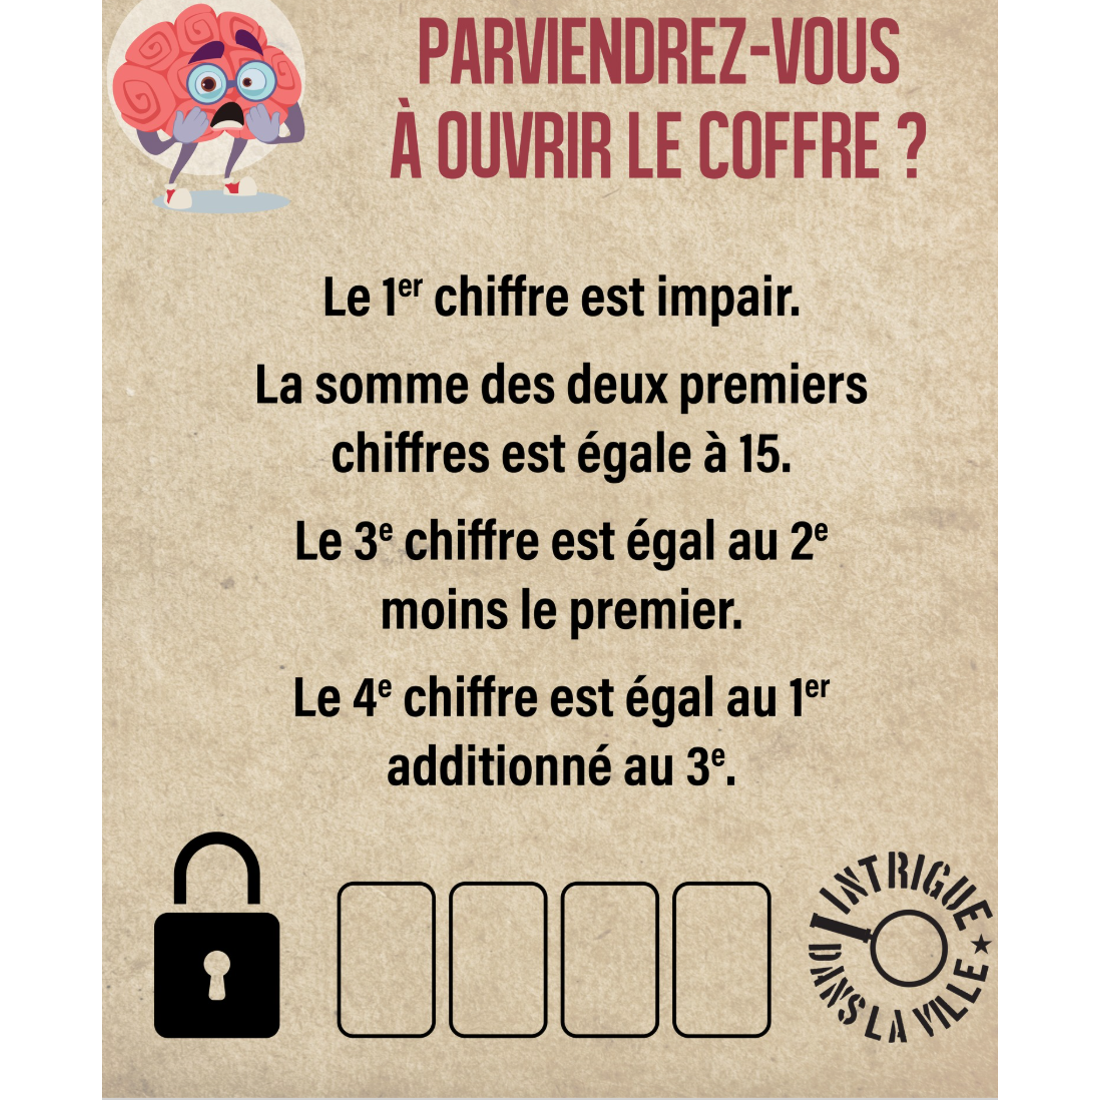 PARVIENDREZ-VOUS
À OUVRIR LE COFFRE ?
Le 1er chiffre est impair.
La somme des deux premiers
chiffres est égale à 15.
Le 3e chiffre est égal au 2e
moins le premier.
Le 4e chiffre est égal au 1er
additionné au 3e.
INTRIGUE
DANS LA VILLE